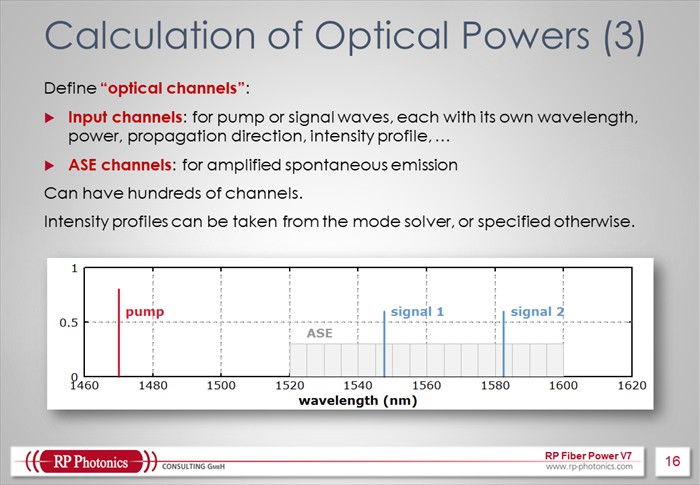 Calculation of Optical Powers (3)
Define “optical channels”:
Input channels: for pump or signal waves, each with its own wavelength,
power, propagation direction, intensity profile, …
ASE channels: for amplified spontaneous emission
Can have hundreds of channels.
Intensity profiles can be taken from the mode solver, or specified otherwise.
1
pump
signal 1
signal 2
0.5
ASE
0
1460 1480 1500 1520 1540 1560 1580 1600 1620
wavelength (nm)
RP Photonics
CONSULTING GMBH
RP Fiber Power V7
www.rp-photonics.com
16